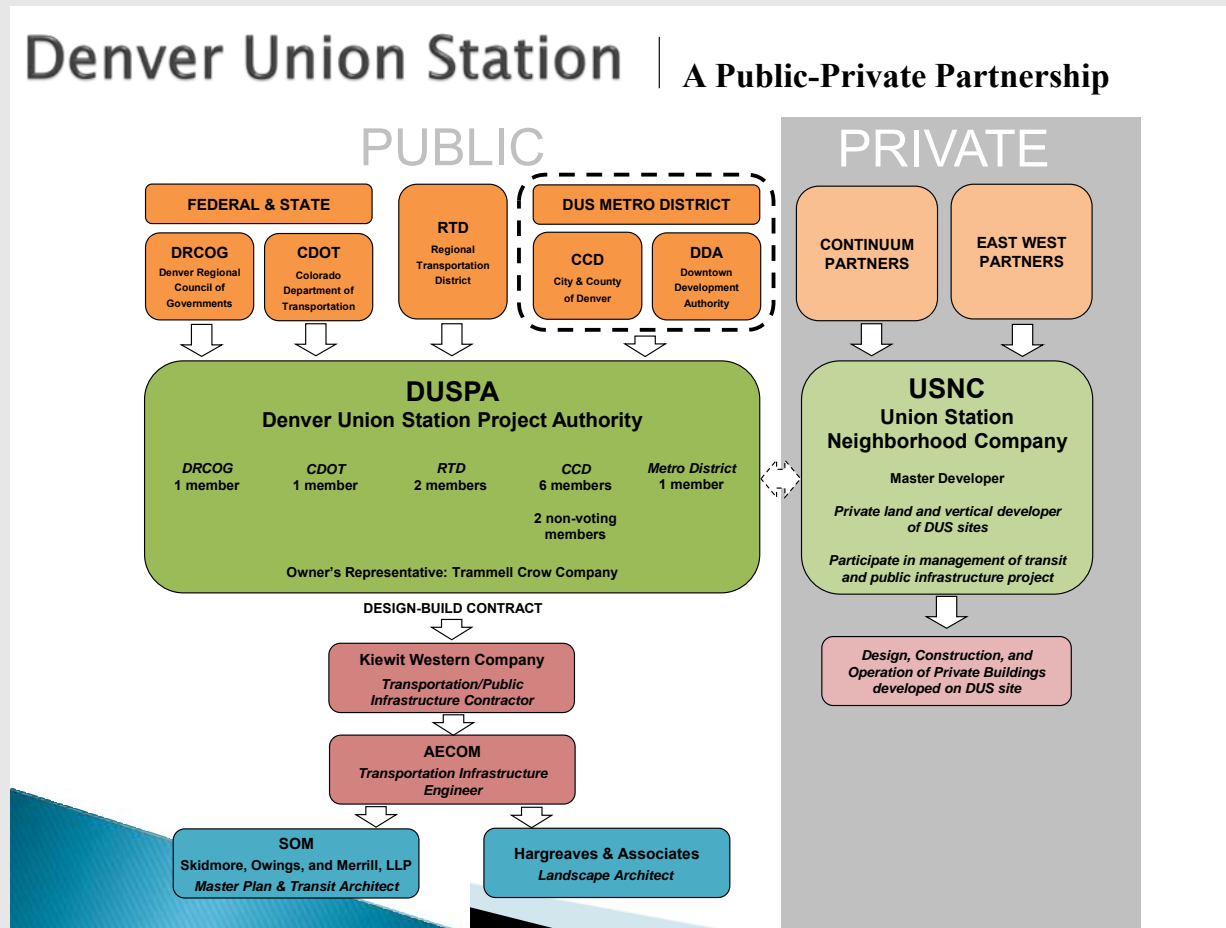 Denver Union Station
A Public-Private Partnership
PUBLIC
PRIVATE
FEDERAL & STATE
DRCOG
Denver Regional
Council of
Governments
CDOT
Colorado
Department of
Transportation
RTD
Regional
Transportation
District
DUS METRO DISTRICT
CCD
City & County
of Denver
DDA
Downtown
Development
Authority
CONTINUUM
PARTNERS
EAST WEST
PARTNERS
DUSPA
Denver Union Station Project Authority
DRCOG
1 member
CDOT
1 member
RTD
2 members
CCD
6 members
2 non-voting
members
Metro District
1 member
Owner's Representative: Trammell Crow Company
USNC
Union Station
Neighborhood Company
Master Developer
Private land and vertical developer
of DUS sites
Participate in management of transit
and public infrastructure project
DESIGN-BUILD CONTRACT
Kiewit Western Company
Transportation/Public
Infrastructure Contractor
Design, Construction, and
Operation of Private Buildings
developed on DUS site
AECOM
Transportation Infrastructure
Engineer
SOM
Skidmore, Owings, and Merrill, LLP
Master Plan & Transit Architect
Hargreaves & Associates
Landscape Architect